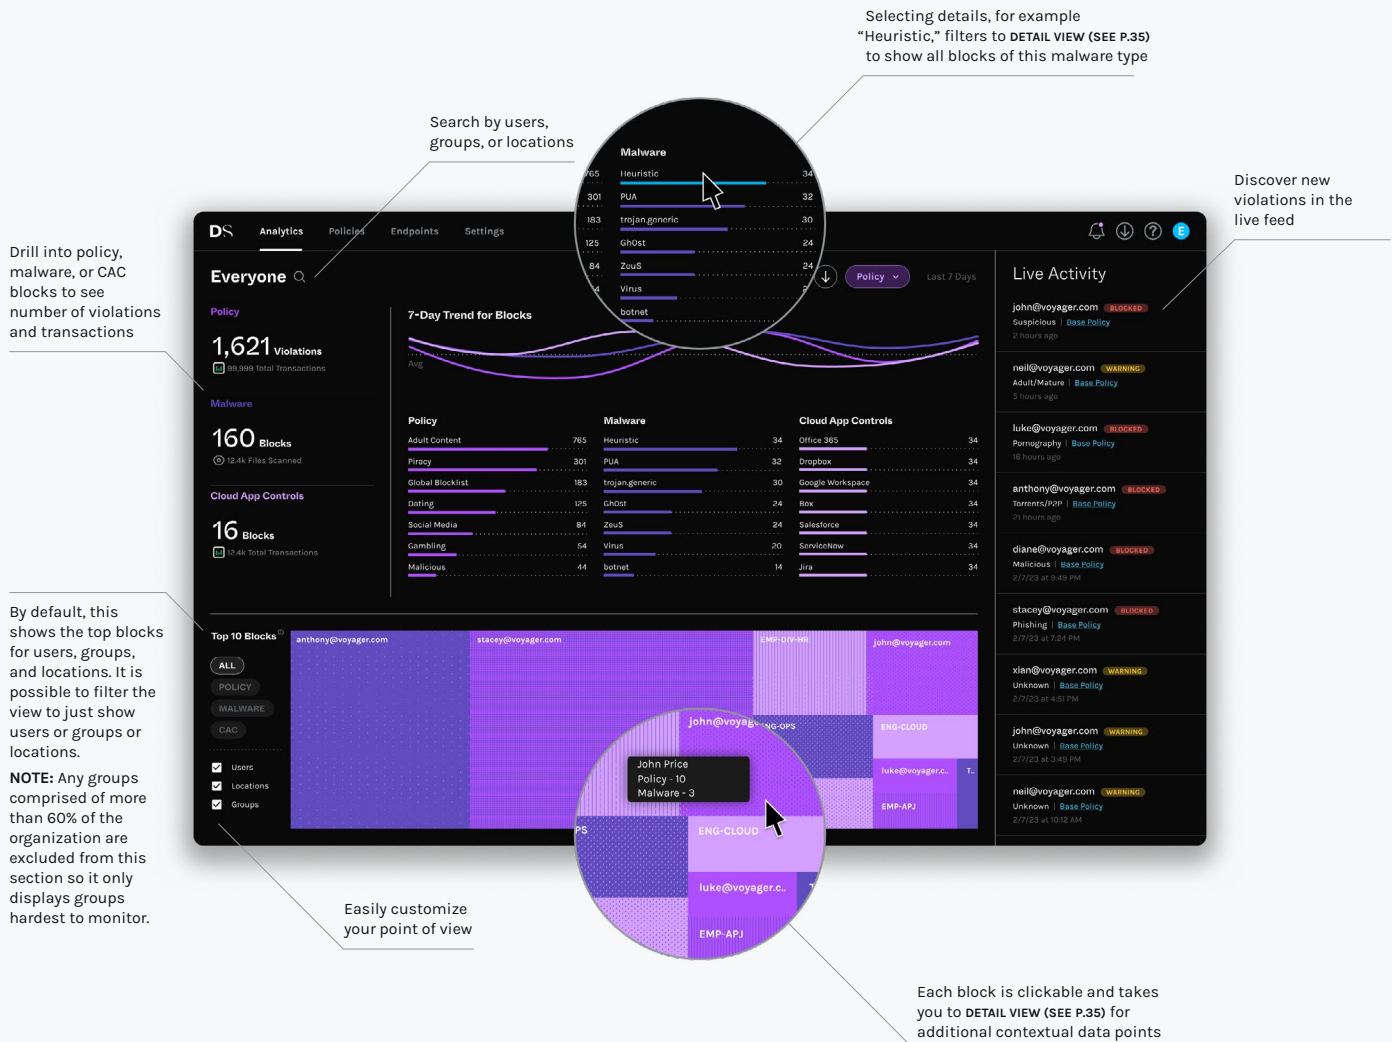 Selecting details, for example
“Heuristic,” filters to DETAIL VIEW (SEE P.35)
to show all blocks of this malware type
Search by users,
groups, or locations
Discover new
violations in the
live feed
Drill into policy,
malware, or CAC
blocks to see
number of violations
and transactions
By default, this
shows the top blocks
for users, groups,
and locations. It is
possible to filter the
view to just show
users or groups or
locations.
NOTE: Any groups
comprised of more
than 60% of the
organization are
excluded from this
section so it only
displays groups
hardest to monitor.
Easily customize
your point of view
Each block is clickable and takes
you to DETAIL VIEW (SEE P.35) for
additional contextual data points
DS Analytics Policies Endpoints Settings
E
Everyone
Policy
Last 7 Days
Policy
1,621 Violations
99,999 Total Transactions
Malware
160 Blocks
12.4k Files Scanned
Cloud App Controls
16 Blocks
12.4k Total Transactions
7-Day Trend for Blocks
Avg
Malware
765 Heuristic 34
301 PUA 32
183 trojan.generic 30
125 Gh0st 24
84 ZeuS 24
4 Virus 2
botnet
Policy
Adult Content 765
Piracy 301
Global Blocklist 183
Dating 125
Social Media 84
Gambling 54
Malicious 44
Malware
Heuristic 34
PUA 32
trojan.generic 30
Gh0st 24
ZeuS 24
Virus 20
botnet 14
Cloud App Controls
Office 365 34
Dropbox 34
Google Workspace 34
Box 34
Salesforce 34
ServiceNow 34
Jira 34
Top 10 Blocks
ALL
POLICY
MALWARE
CAC
Users
Locations
Groups
anthony@voyager.com
stacey@voyager.com
EMP-DIV-HR
john@voyager.com
NG-OPS
ENG-CLOUD
luke@voyager.c..
T..
EMP-APJ
john@voyag
John Price
Policy - 10
Malware - 3
PS
ENG-CLOUD
luke@voyager.c..
EMP-APJ
Live Activity
john@voyager.com BLOCKED
Suspicious | Base Policy
2 hours ago
neil@voyager.com WARNING
Adult/Mature | Base Policy
5 hours ago
luke@voyager.com BLOCKED
Pornography | Base Policy
16 hours ago
anthony@voyager.com BLOCKED
Torrents/P2P | Base Policy
21 hours ago
diane@voyager.com BLOCKED
Malicious | Base Policy
2/7/23 at 9:49 PM
stacey@voyager.com BLOCKED
Phishing | Base Policy
2/7/23 at 7:24 PM
xian@voyager.com WARNING
Unknown | Base Policy
2/7/23 at 4:51 PM
john@voyager.com WARNING
Unknown | Base Policy
2/7/23 at 3:49 PM
neil@voyager.com WARNING
Unknown | Base Policy
2/7/23 at 10:12 AM